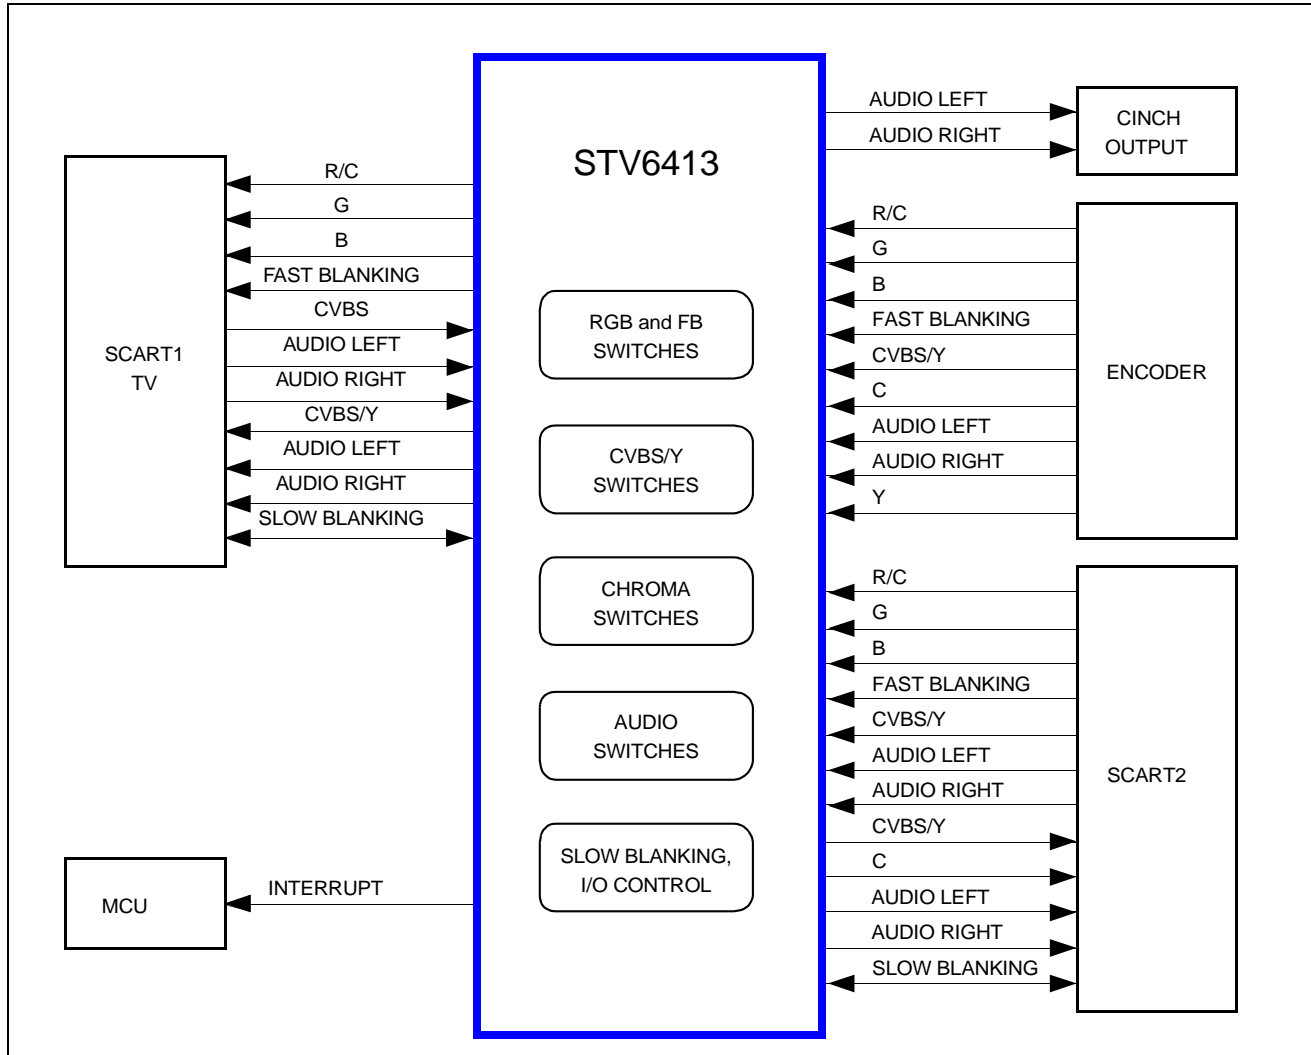 STV6413
RGB and FB
SWITCHES
CVBS/Y
SWITCHES
CHROMA
SWITCHES
AUDIO
SWITCHES
SLOW BLANKING,
I/O CONTROL
SCART1
TV
R/C
G
B
FAST BLANKING
CVBS
AUDIO LEFT
AUDIO RIGHT
CVBS/Y
AUDIO LEFT
AUDIO RIGHT
SLOW BLANKING
MCU
INTERRUPT
AUDIO LEFT
AUDIO RIGHT
CINCH
OUTPUT
R/C
G
B
FAST BLANKING
CVBS/Y
C
AUDIO LEFT
AUDIO RIGHT
Y
ENCODER
R/C
G
B
FAST BLANKING
CVBS/Y
AUDIO LEFT
AUDIO RIGHT
CVBS/Y
C
AUDIO LEFT
AUDIO RIGHT
SLOW BLANKING
SCART2